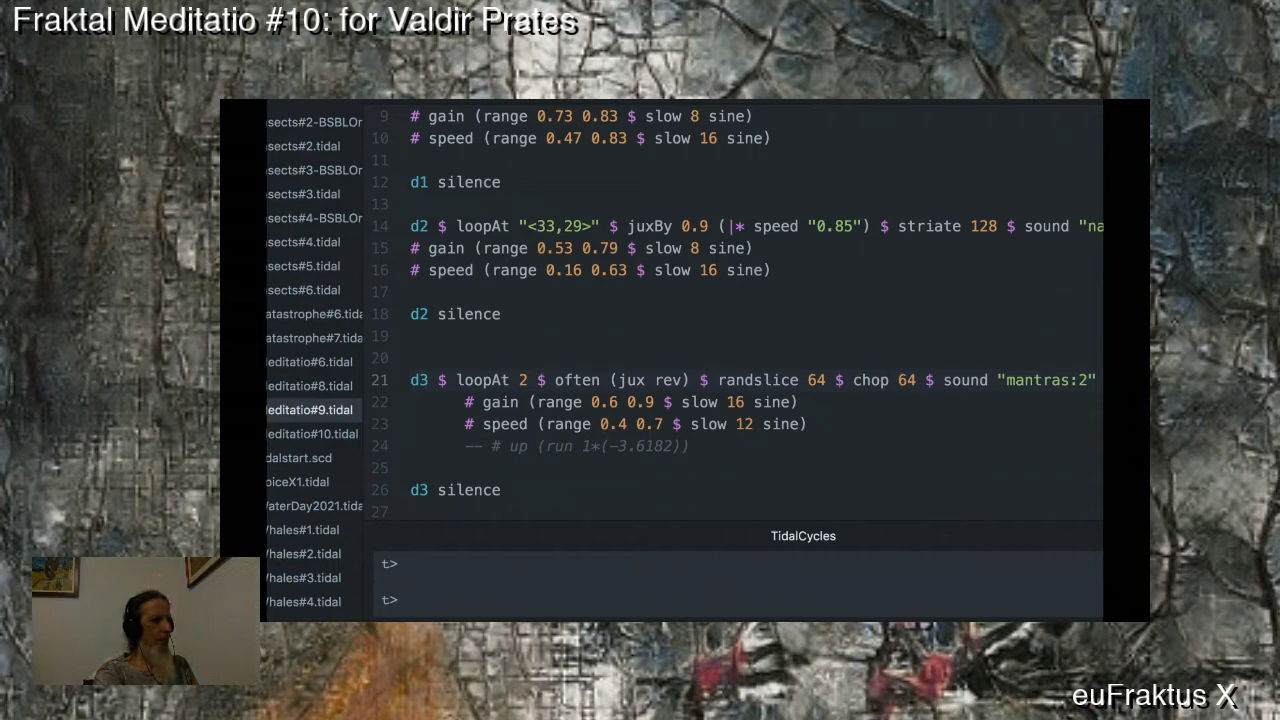 Fraktal Meditatio #10: for Valdir Prates
sects#2-BSBLOr
sects#2.tidal
sects#3-BSBLOr
sects#3.tidal
sects#4-BSBLOr
sects#4.tidal
sects#5.tidal
sects#6.tidal
atastrophe#6.tida
atastrophe#7.tida
editatio#6.tidal
editatio#8.tidal
editatio#9.tidal
editatio#10.tidal
dalstart.scd
oiceX1.tidal
aterDay2021.tida
hales#1.tidal
hales#2.tidal
hales#3.tidal
hales#4.tidal
9 # gain (range 0.73 0.83 $ slow 8 sine)
10 # speed (range 0.47 0.83 $ slow 16 sine)
11
12 d1 silence
13
14 d2 $ loopAt "<33,29>" $ juxBy 0.9 (|* speed "0.85") $ striate 128 $ sound "na
15 # gain (range 0.53 0.79 $ slow 8 sine)
16 # speed (range 0.16 0.63 $ slow 16 sine)
17
18 d2 silence
19
20
21 d3 $ loopAt 2 $ often (jux rev) $ randslice 64 $ chop 64 $ sound "mantras:2"
22 # gain (range 0.6 0.9 $ slow 16 sine)
23 # speed (range 0.4 0.7 $ slow 12 sine)
24 -- # up (run 1*(-3.6182))
25
26 d3 silence
27
TidalCycles
t>
t>
euFraktus X